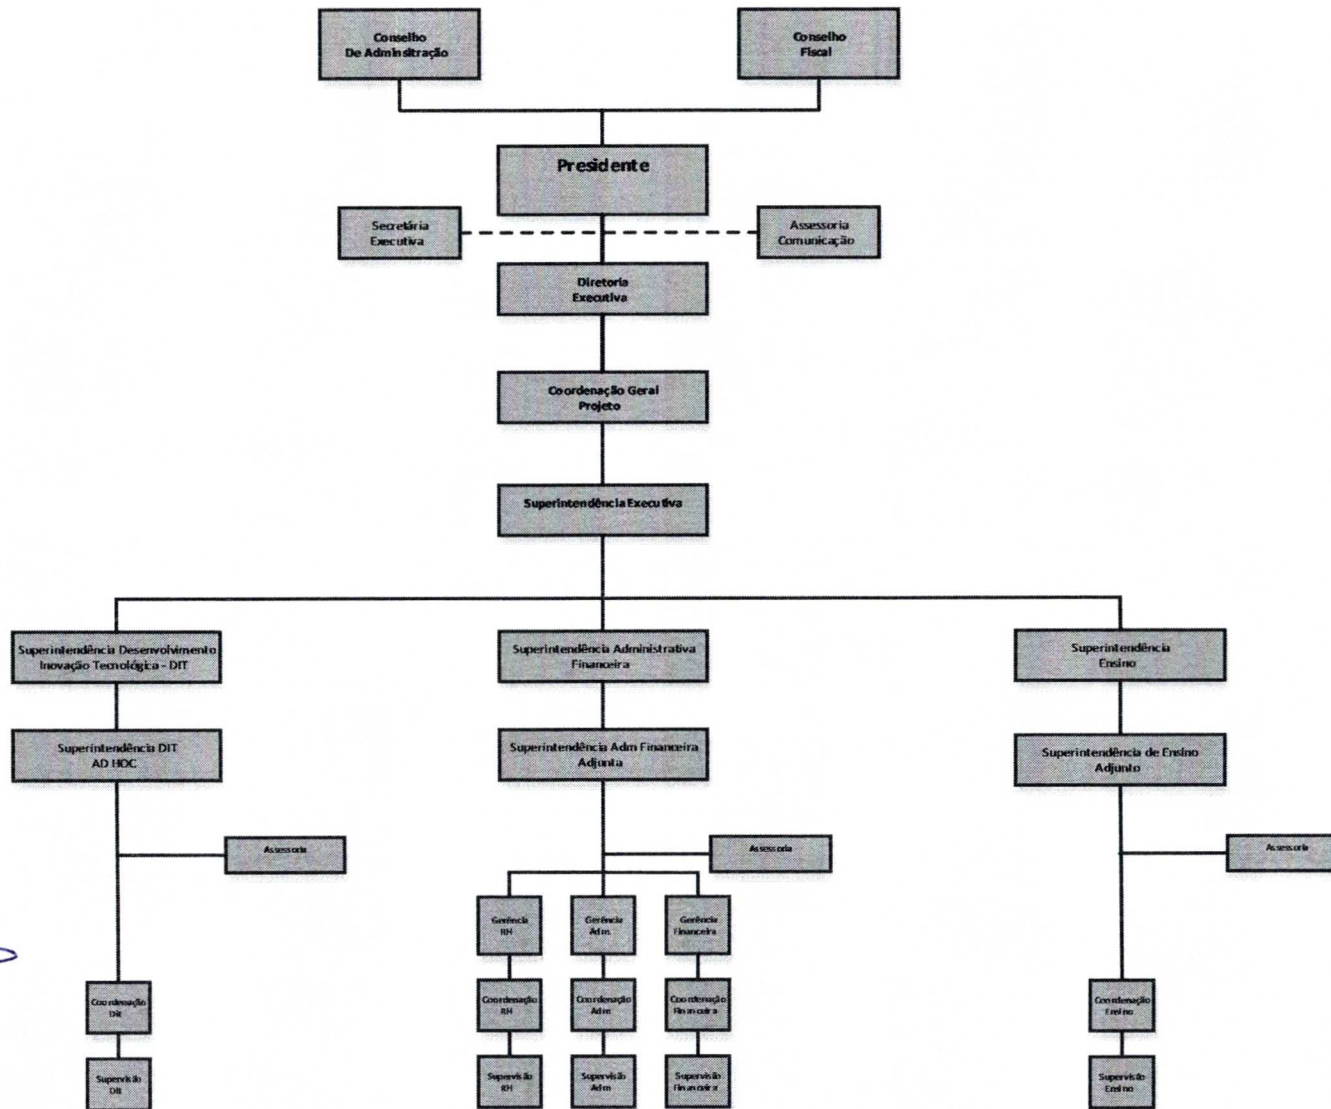 Conselho
De Adminsitração
Conselho
Fiscal
Presidente
Secretária
Executiva
Assessoria
Comunicação
Diretoria
Executiva
Coordenação Geral
Projeto
Superintendência Executiva
Superintendência Desenvolvimento
Inovação Tecnológica - DIT
Superintendência Administrativa
Financeira
Superintendência
Ensino
Superintendência DIT
AD HOC
Superintendência Adm Financeira
Adjunta
Superintendência de Ensino
Adjunto
Assessoria
Assessoria
Assessoria
Gerência
RH
Gerência
Adm.
Gerência
Financeira
Coordenação
Dit
Coordenação
RH
Coordenação
Adm
Coordenação
Financeira
Coordenação
Ensino
Supervisão
Dit
Supervisão
RH
Supervisão
Adm
Supervisão
Financeira
Supervisão
Ensino